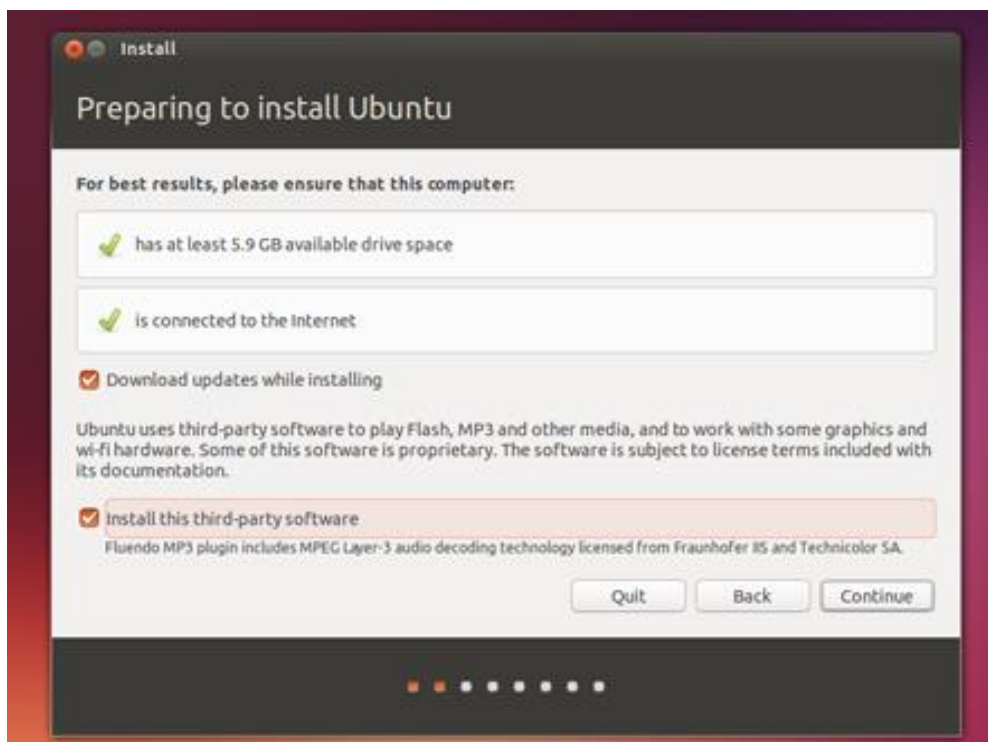 Install
Preparing to install Ubuntu
For best results, please ensure that this computer:
has at least 5.9 GB available drive space
is connected to the Internet
Download updates while installing
Ubuntu uses third-party software to play Flash, MP3 and other media, and to work with some graphics and
wi-fi hardware. Some of this software is proprietary. The software is subject to license terms included with
its documentation.
Install this third-party software
Fluendo MP3 plugin includes MPEG Layer-3 audio decoding technology licensed from Fraunhofer IIS and Technicolor SA.
Quit
Back
Continue